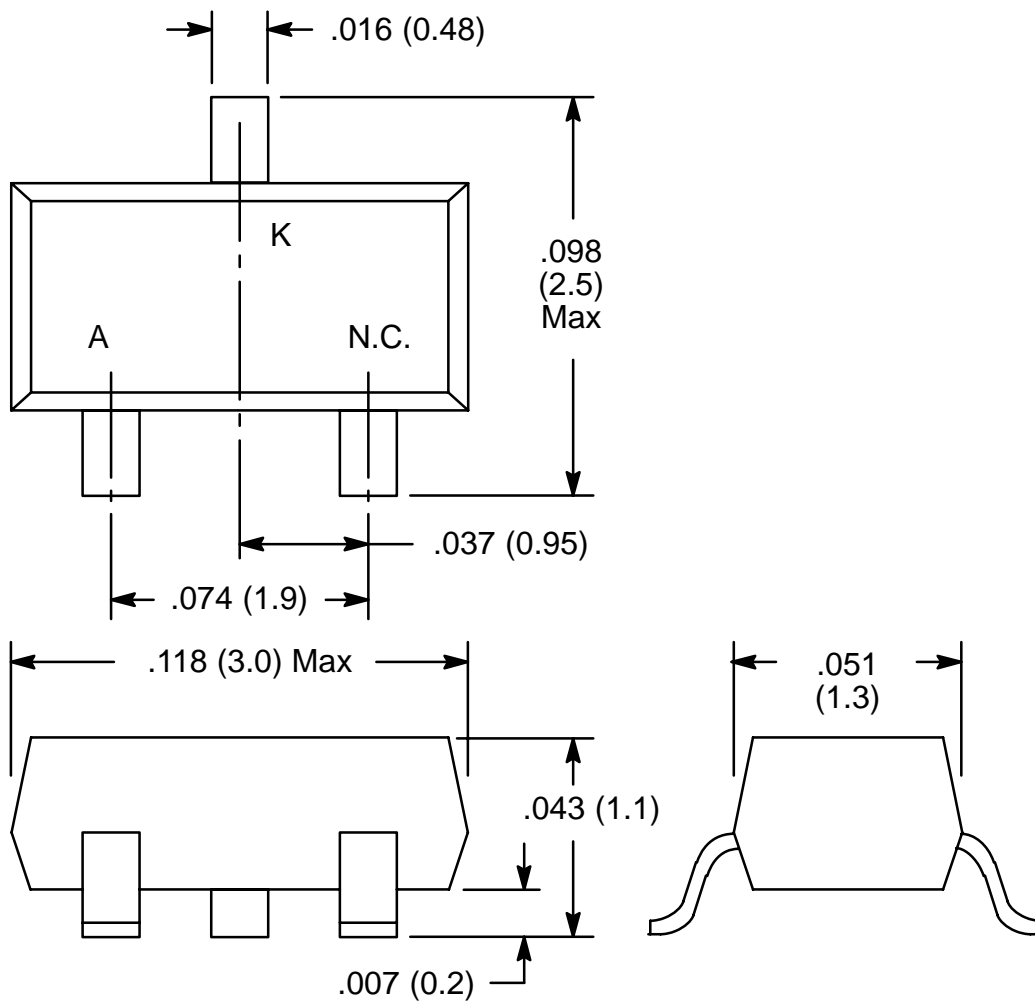 .016 (0.48)
K
.098
(2.5)
Max
A
N.C.
.037 (0.95)
.074 (1.9)
.118 (3.0) Max
.051
(1.3)
.043 (1.1)
.007 (0.2)